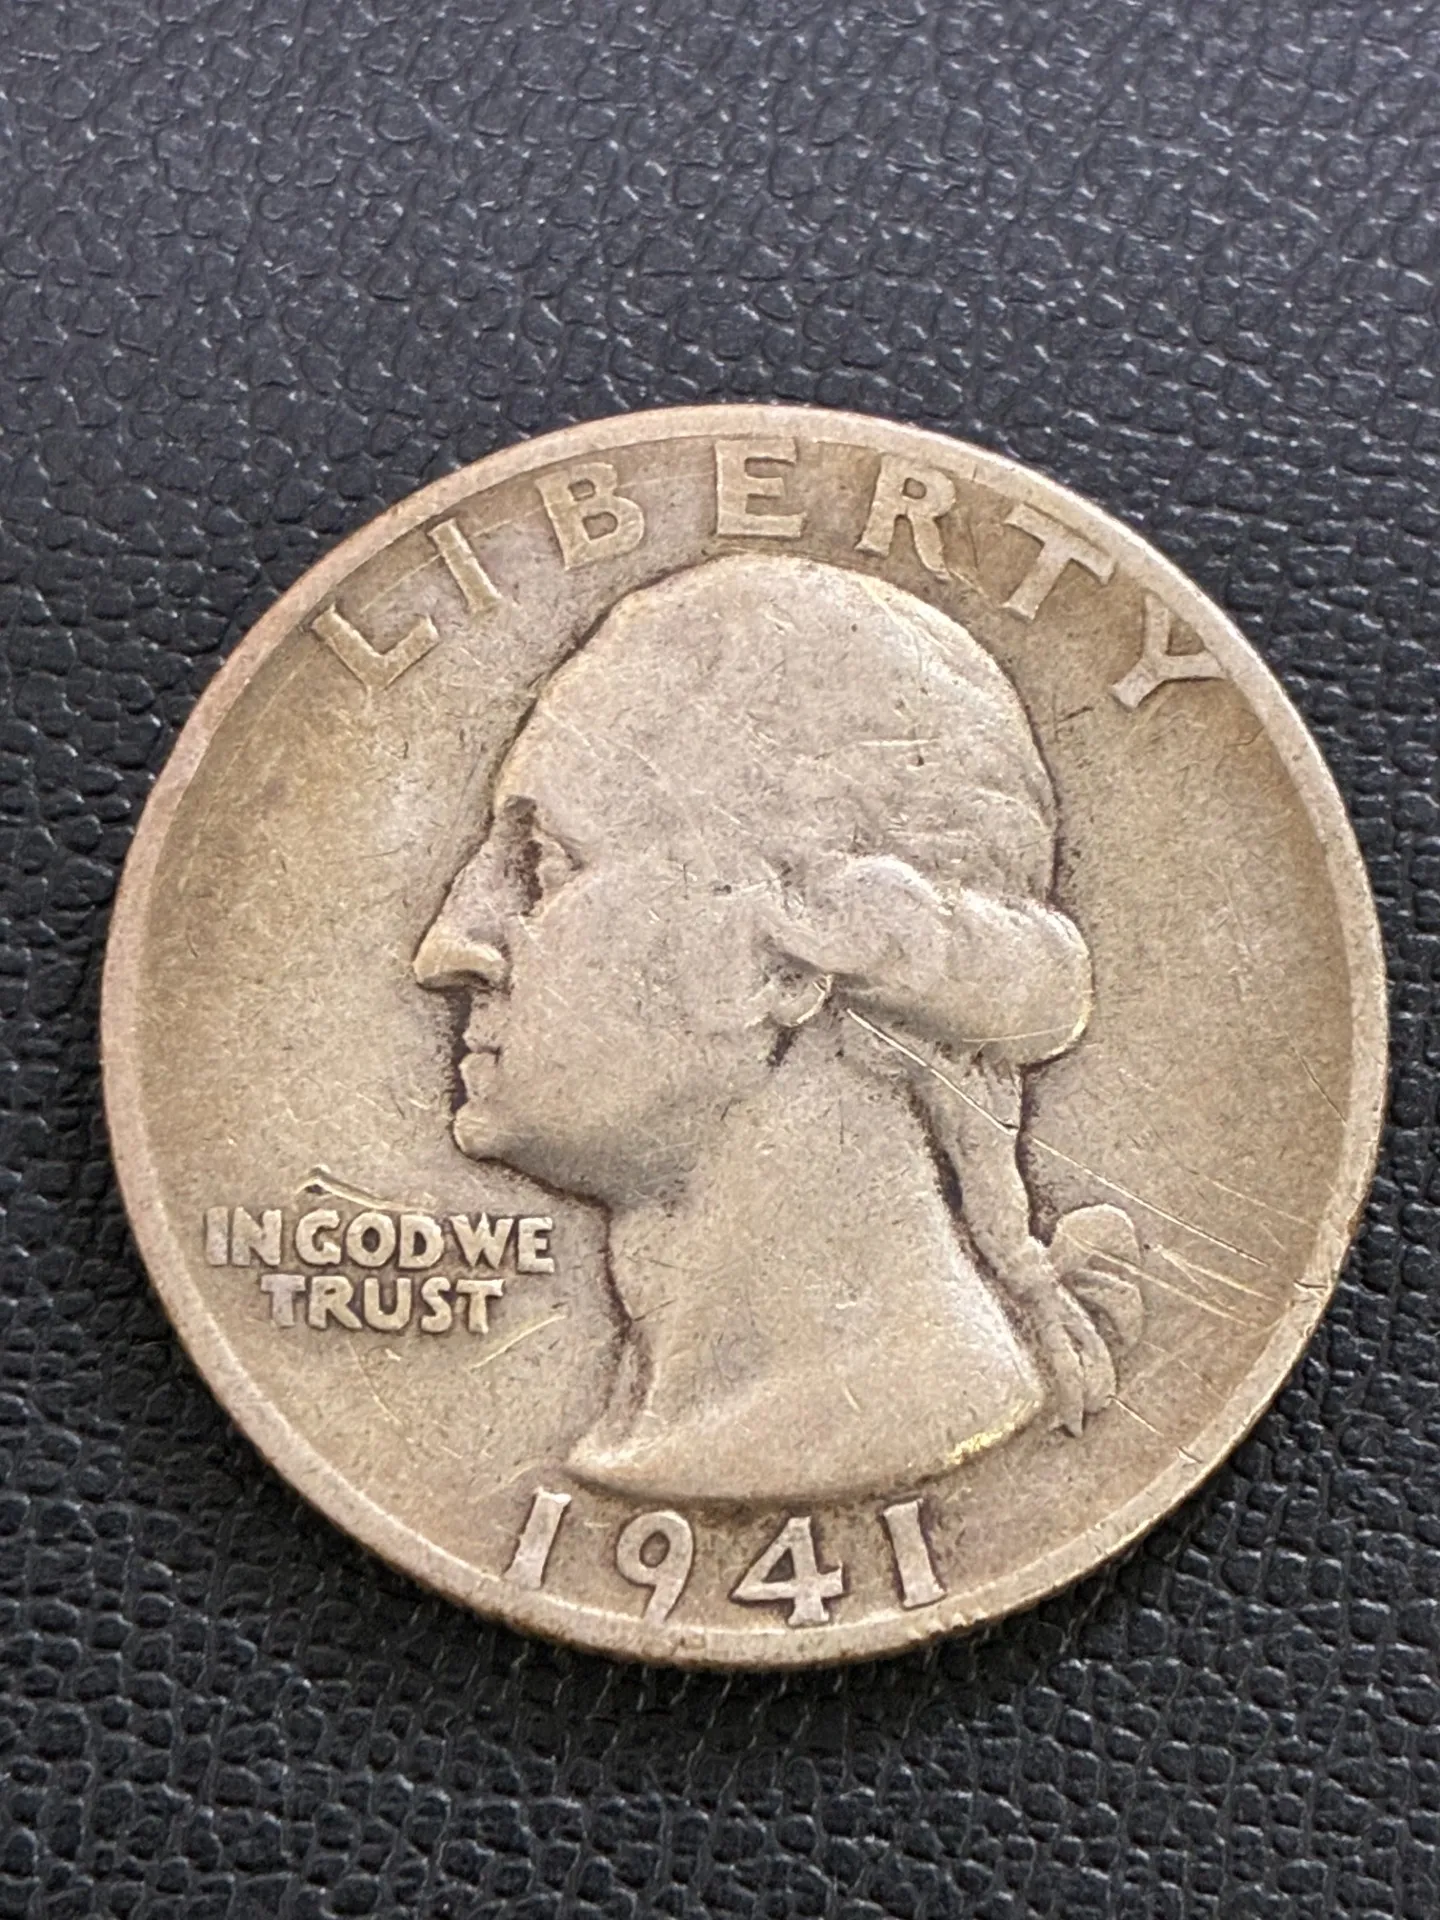 LIBERTY
IN GOD WE
TRUST
1941